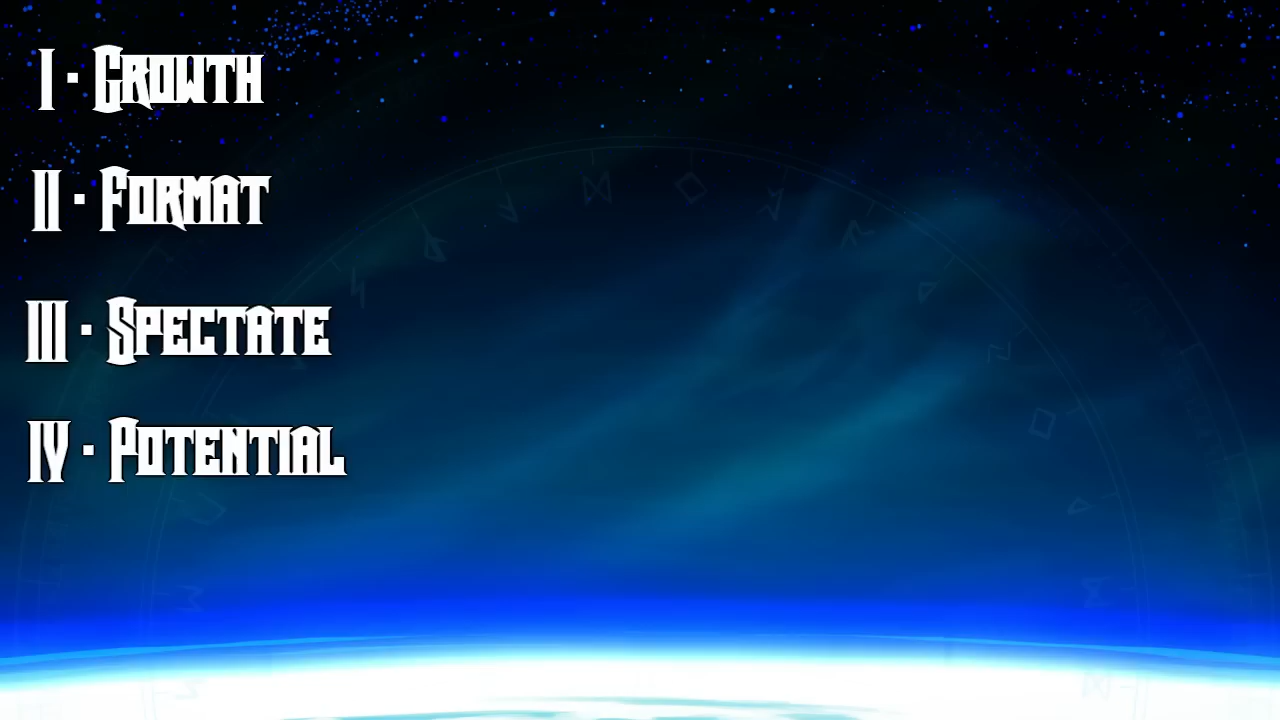 I · Growth
II · Format
III · Spectate
IV · Potential